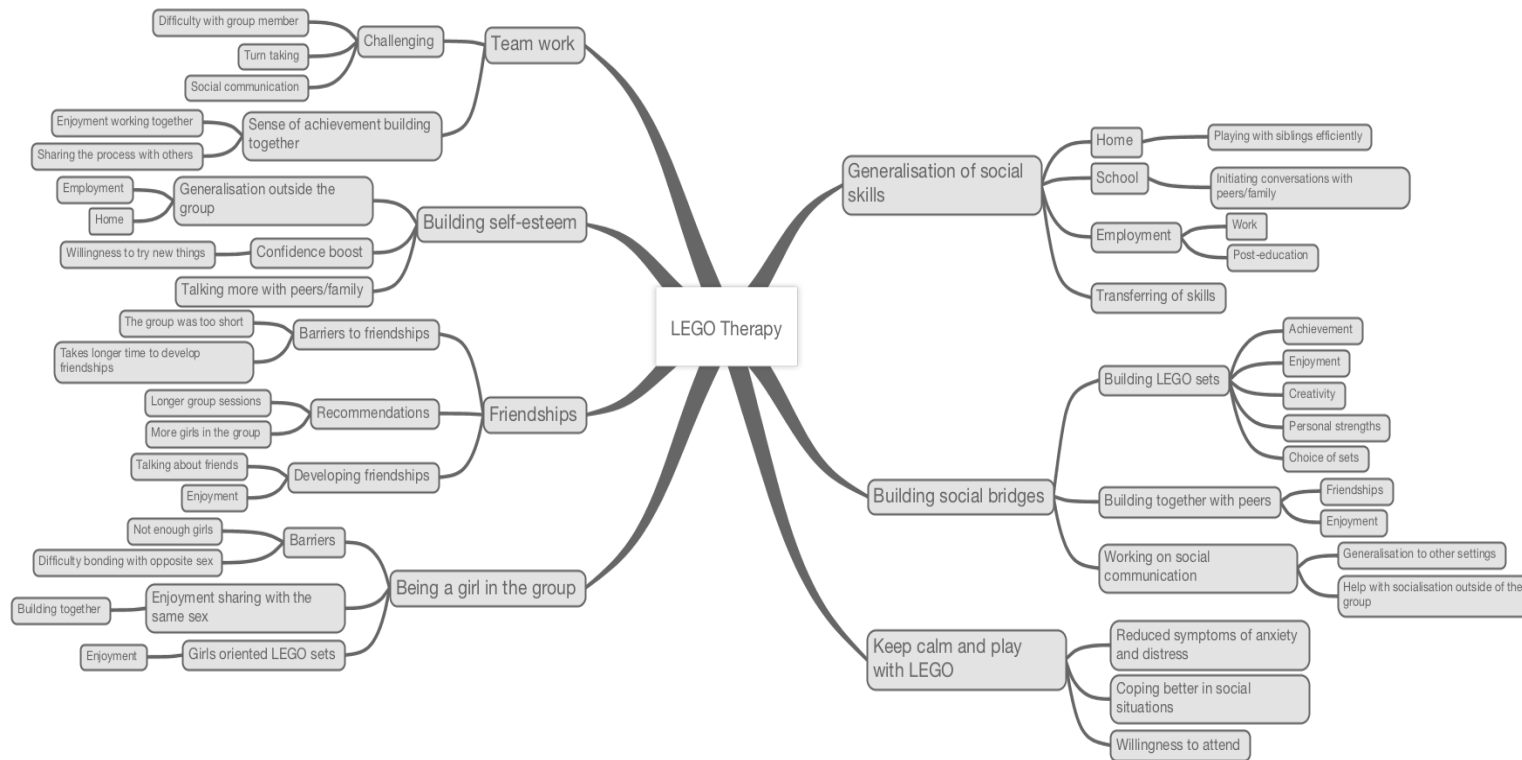 LEGO Therapy
Team work
Challenging
Difficulty with group member
Turn taking
Social communication
Sense of achievement building
together
Enjoyment working together
Sharing the process with others
Building self-esteem
Generalisation outside the
group
Employment
Home
Confidence boost
Willingness to try new things
Talking more with peers/family
Friendships
Barriers to friendships
The group was too short
Takes longer time to develop
friendships
Recommendations
Longer group sessions
More girls in the group
Developing friendships
Talking about friends
Enjoyment
Being a girl in the group
Barriers
Not enough girls
Difficulty bonding with opposite sex
Enjoyment sharing with the
same sex
Building together
Girls oriented LEGO sets
Enjoyment
Generalisation of social
skills
Home
Playing with siblings efficiently
School
Initiating conversations with
peers/family
Employment
Work
Post-education
Transferring of skills
Building social bridges
Building LEGO sets
Achievement
Enjoyment
Creativity
Personal strengths
Choice of sets
Building together with peers
Friendships
Enjoyment
Working on social
communication
Generalisation to other settings
Help with socialisation outside of the
group
Keep calm and play
with LEGO
Reduced symptoms of anxiety
and distress
Coping better in social
situations
Willingness to attend